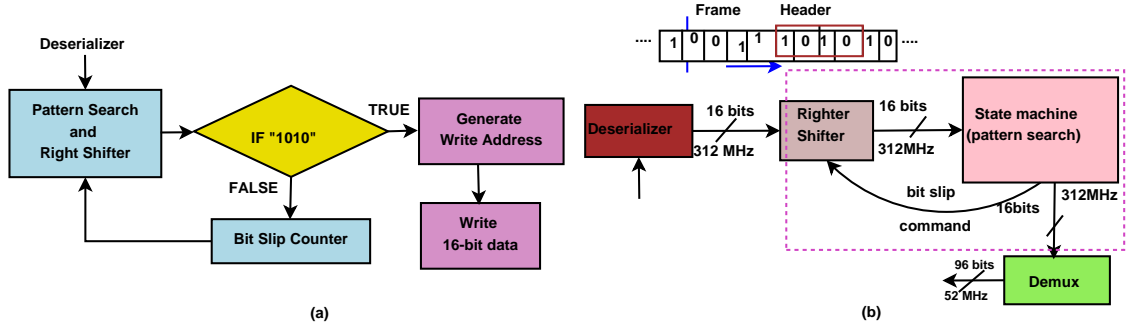 Deserializer
Pattern Search
and
Right Shifter
IF "1010"
TRUE
FALSE
Generate
Write Address
Write
16-bit data
Bit Slip Counter
(a)
Frame Header
.... 1 0 0 1 1 1 0 1 0 1 0 ....
Deserializer
16 bits
312 MHz
Righter
Shifter
16 bits
312MHz
State machine
(pattern search)
bit slip
command
16bits
312MHz
Demux
96 bits
52 MHz
(b)